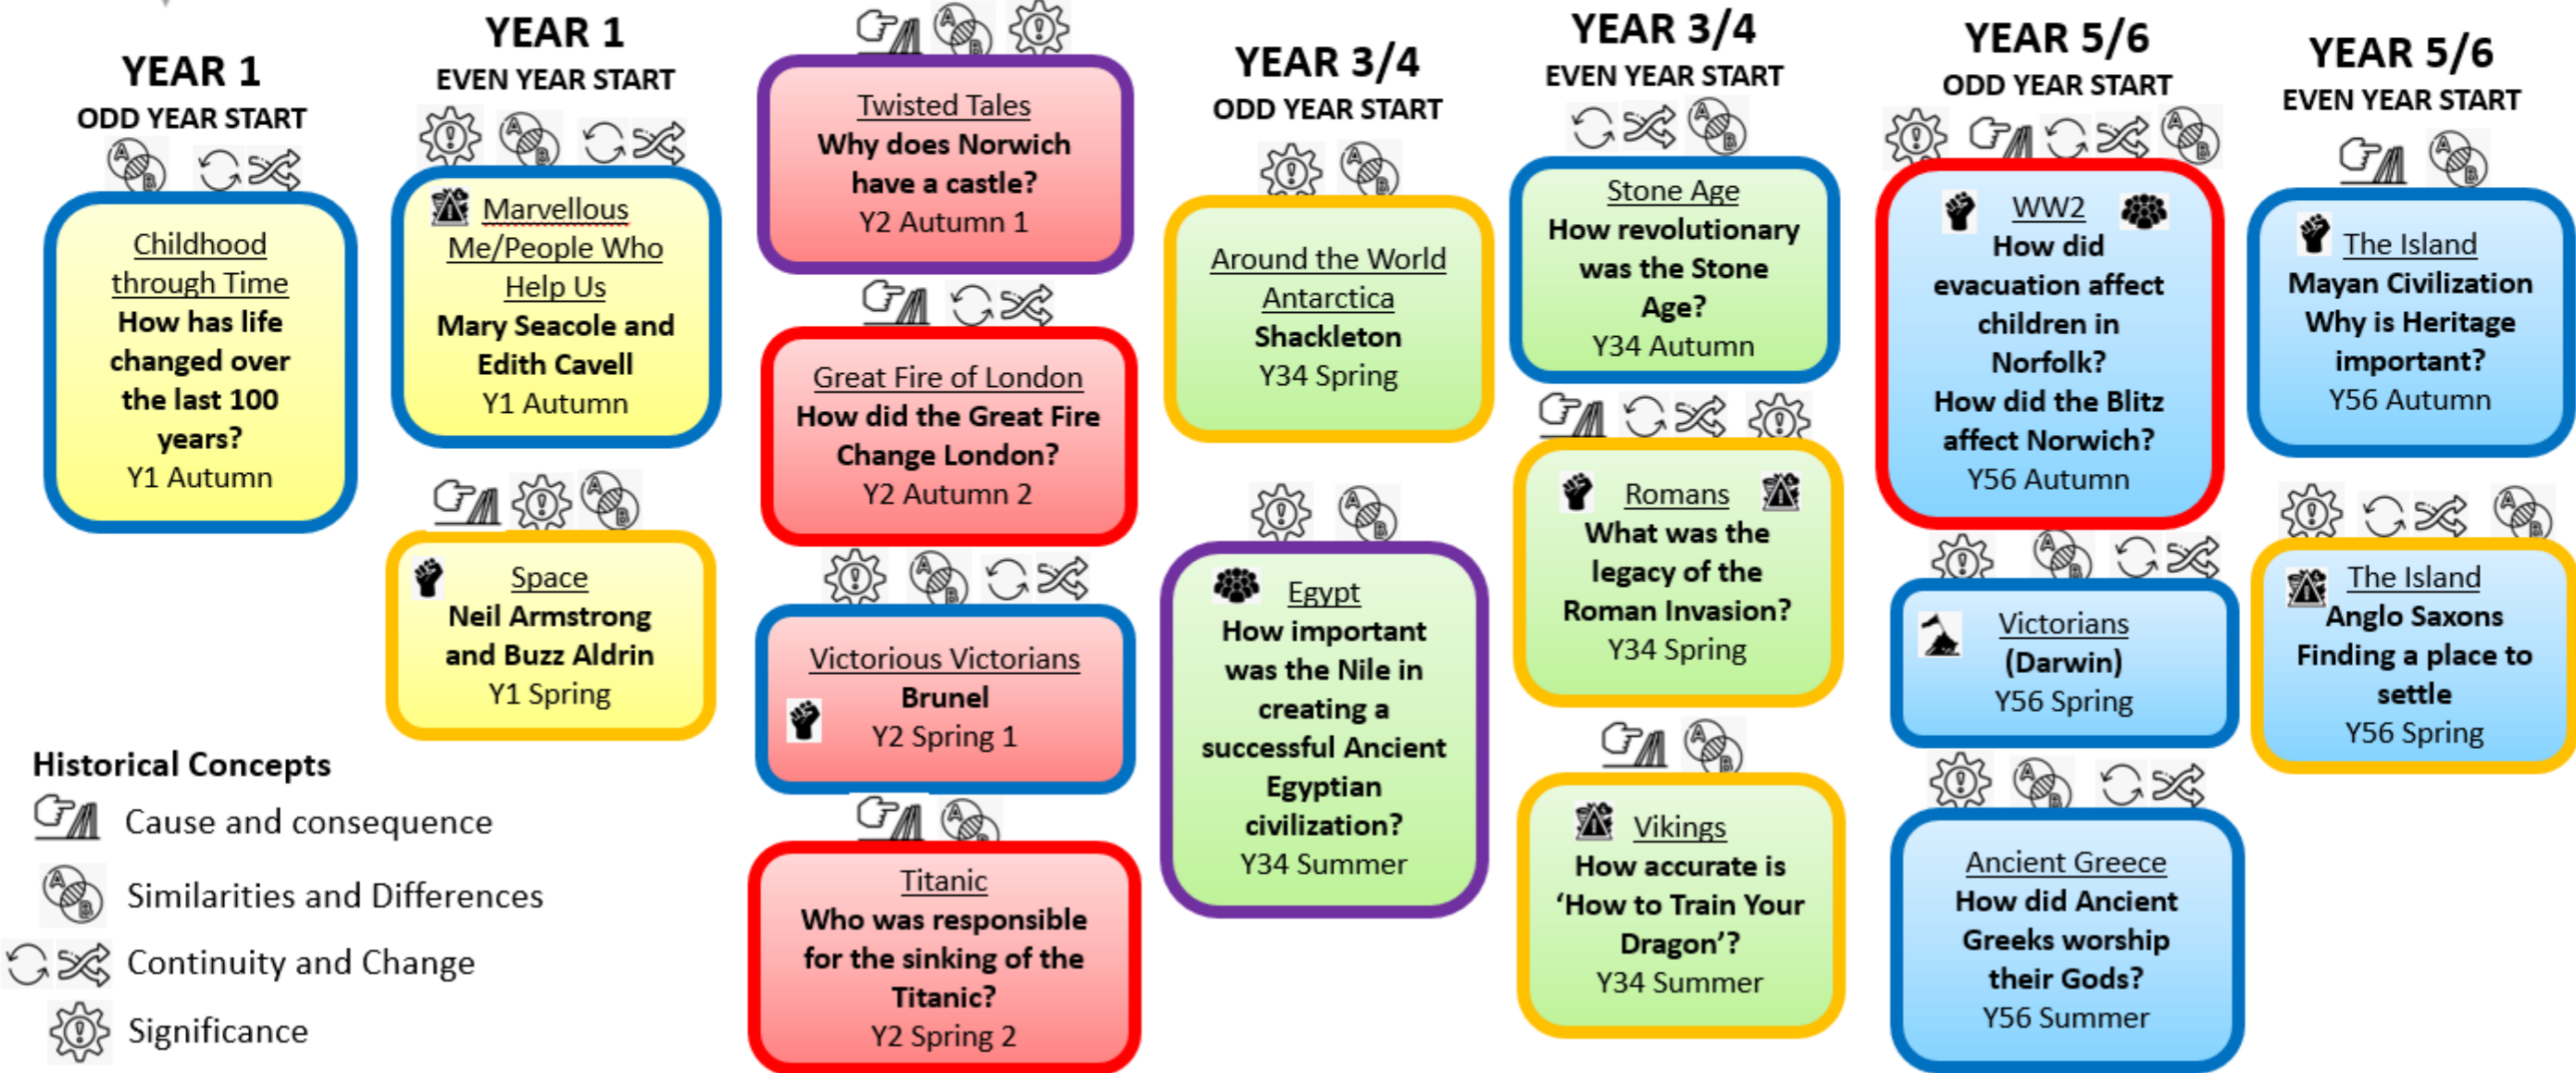 YEAR 1
ODD YEAR START
Childhood
through Time
How has life
changed over
the last 100
years?
Y1 Autumn
YEAR 1
EVEN YEAR START
Marvellous
Me/People Who
Help Us
Mary Seacole and
Edith Cavell
Y1 Autumn
Space
Neil Armstrong
and Buzz Aldrin
Y1 Spring
Twisted Tales
Why does Norwich
have a castle?
Y2 Autumn 1
Great Fire of London
How did the Great Fire
Change London?
Y2 Autumn 2
Victorious Victorians
Brunel
Y2 Spring 1
Titanic
Who was responsible
for the sinking of the
Titanic?
Y2 Spring 2
YEAR 3/4
ODD YEAR START
Around the World
Antarctica
Shackleton
Y34 Spring
Egypt
How important
was the Nile in
creating a
successful Ancient
Egyptian
civilization?
Y34 Summer
YEAR 3/4
EVEN YEAR START
Stone Age
How revolutionary
was the Stone
Age?
Y34 Autumn
Romans
What was the
legacy of the
Roman Invasion?
Y34 Spring
Vikings
How accurate is
‘How to Train Your
Dragon’?
Y34 Summer
YEAR 5/6
ODD YEAR START
WW2
How did
evacuation affect
children in
Norfolk?
How did the Blitz
affect Norwich?
Y56 Autumn
Victorians
(Darwin)
Y56 Spring
Ancient Greece
How did Ancient
Greeks worship
their Gods?
Y56 Summer
YEAR 5/6
EVEN YEAR START
The Island
Mayan Civilization
Why is Heritage
important?
Y56 Autumn
The Island
Anglo Saxons
Finding a place to
settle
Y56 Spring
Historical Concepts
Cause and consequence
Similarities and Differences
Continuity and Change
Significance